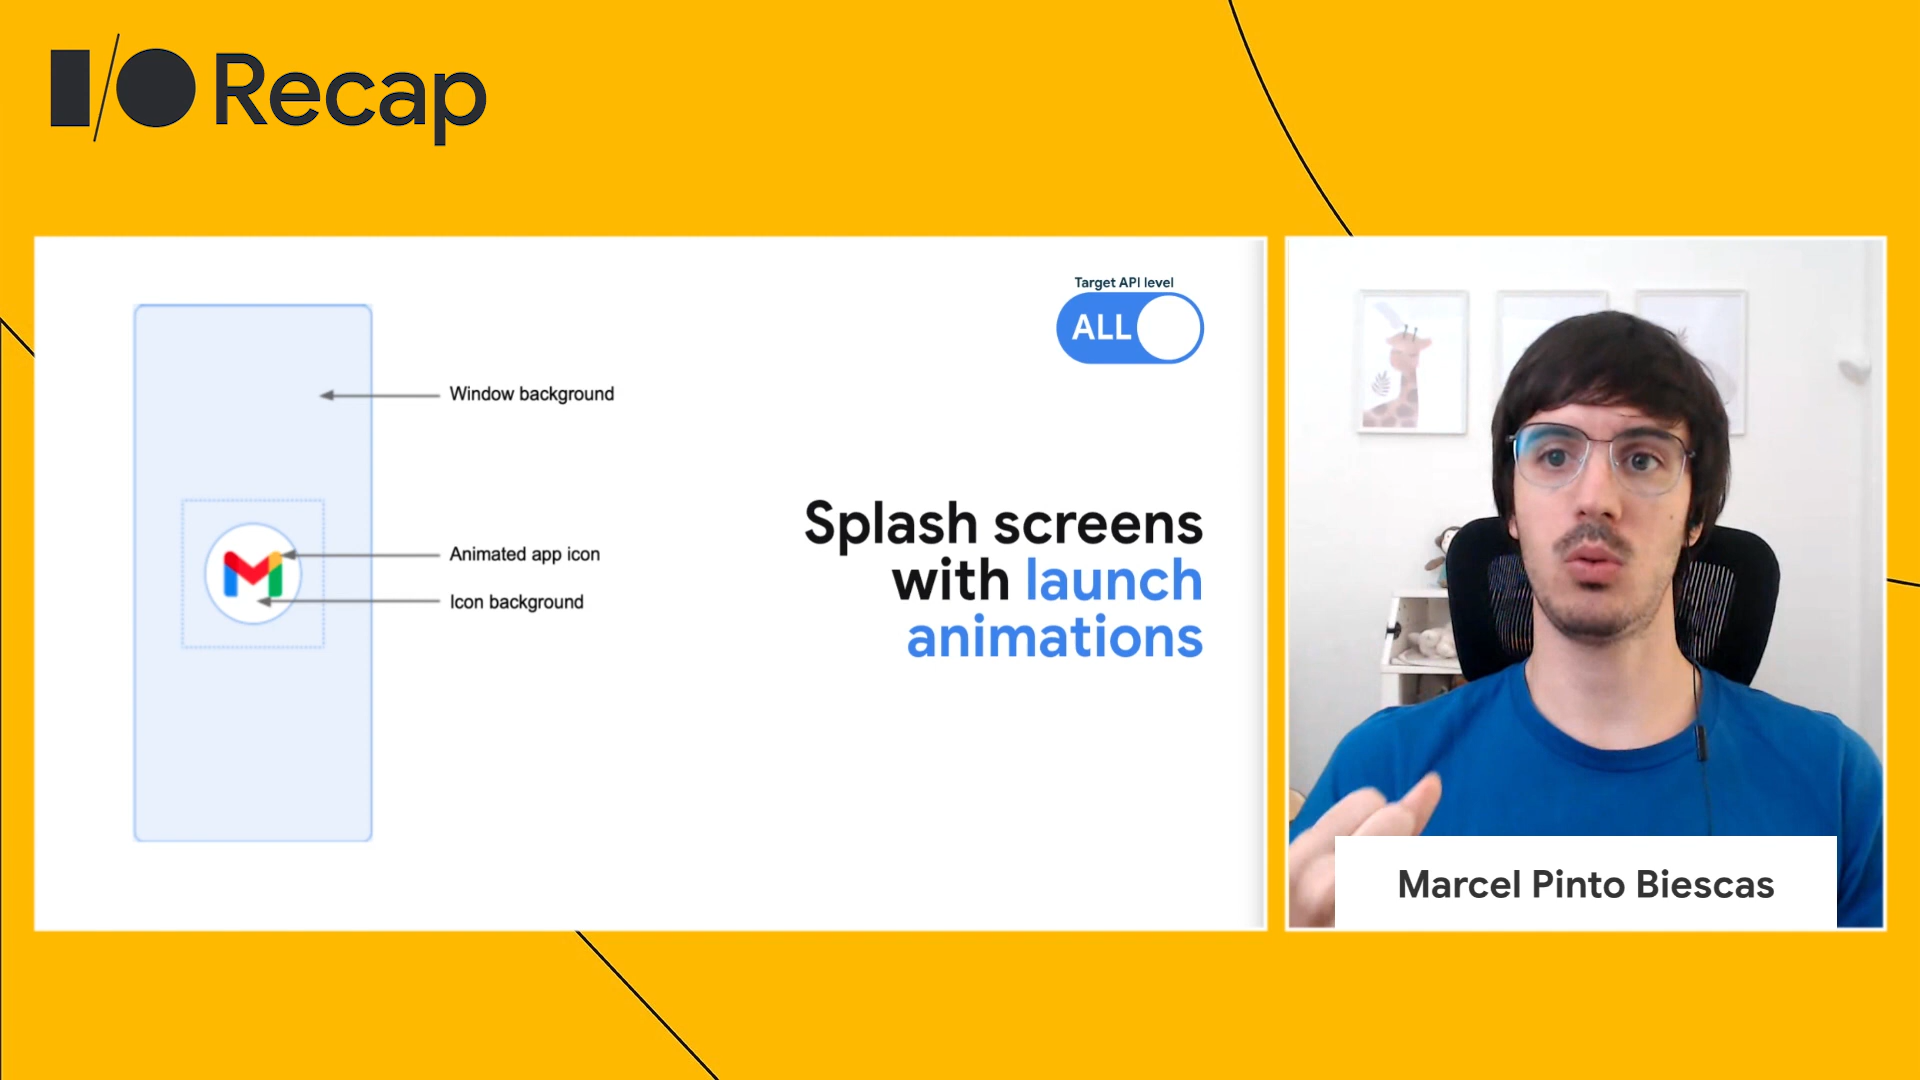 I/O Recap
Target API level
ALL
Window background
Animated app icon
Icon background
Splash screens
with launch
animations
Marcel Pinto Biescas